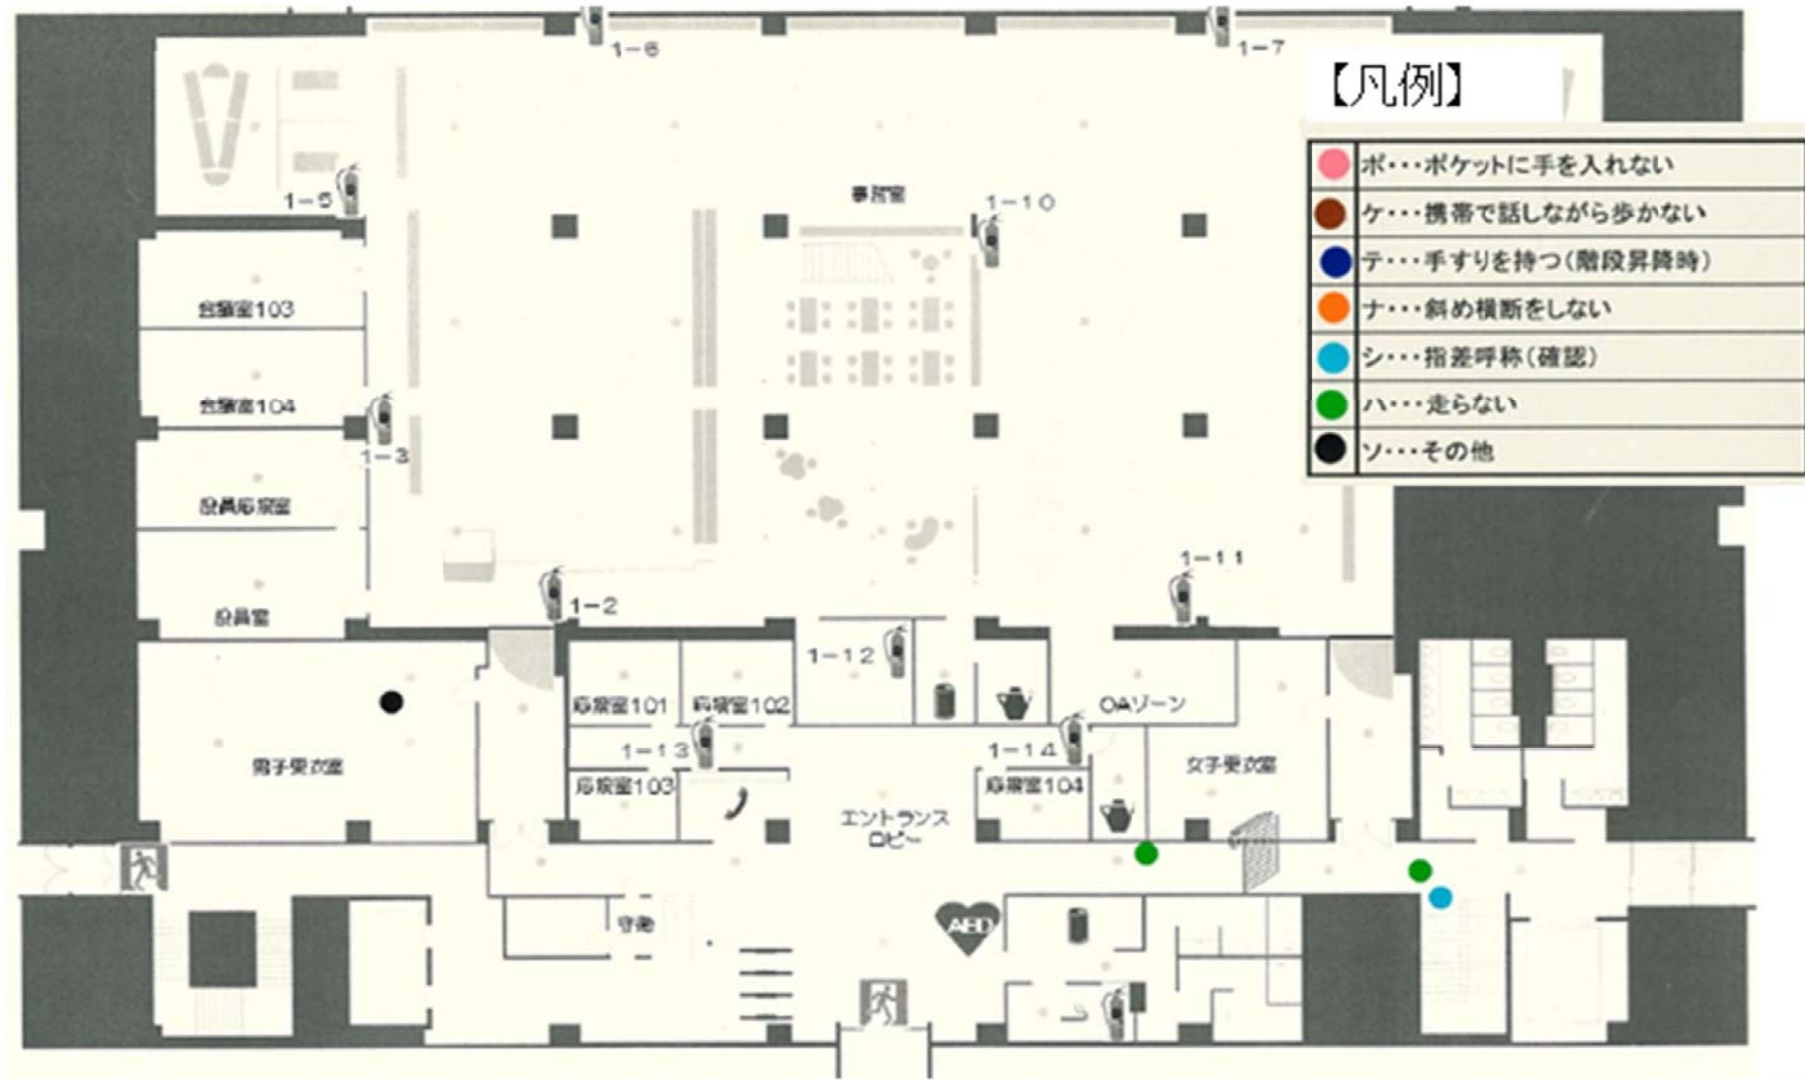 1-6
1-7
【凡例】
ポ・・・ポケットに手を入れない
ケ・・・携帯で話しながら歩かない
テ・・・手すりを持つ(階段昇降時)
ナ・・・斜め横断をしない
シ・・・指差呼称(確認)
ハ・・・走らない
ソ・・・その他
1-5
事務室
1-10
会議室103
会議室104
1-3
役員応接室
役員室
1-2
1-11
1-12
応接室101
応接室102
OAゾーン
1-13
1-14
男子更衣室
女子更衣室
応接室103
応接室104
エントランス
ロビー
守衛
AED